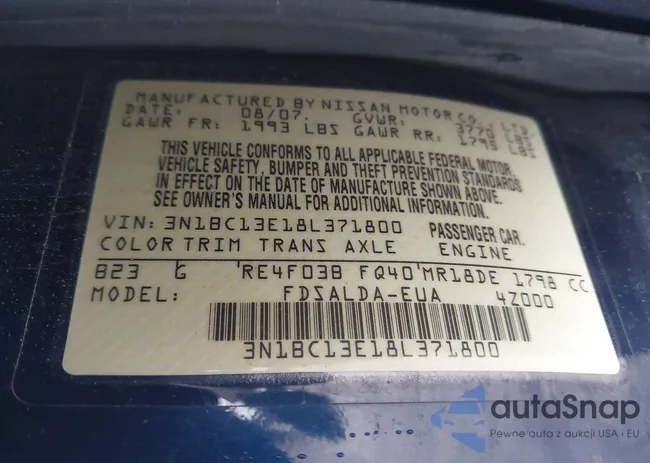 MANUFACTURED BY NISSAN MOTOR CO., LTD.
DATE: 08/07. GVWR: 3770 LBS
GAWR FR: 1993 LBS GAWR RR: 1795 LBS
THIS VEHICLE CONFORMS TO ALL APPLICABLE FEDERAL MOTOR
VEHICLE SAFETY, BUMPER AND THEFT PREVENTION STANDARDS
IN EFFECT ON THE DATE OF MANUFACTURE SHOWN ABOVE.
SEE OWNER'S MANUAL FOR ADDITIONAL INFORMATION.
VIN: 3N1BC13E18L371800 PASSENGER CAR.
COLOR TRIM TRANS AXLE ENGINE
B23 G RE4F03B FQ40 MR18DE 1798 CC
MODEL: FDSALDA-EUA 4Z000
3N1BC13E18L371800
autaSnap
Pewne auta z aukcji USA i EU